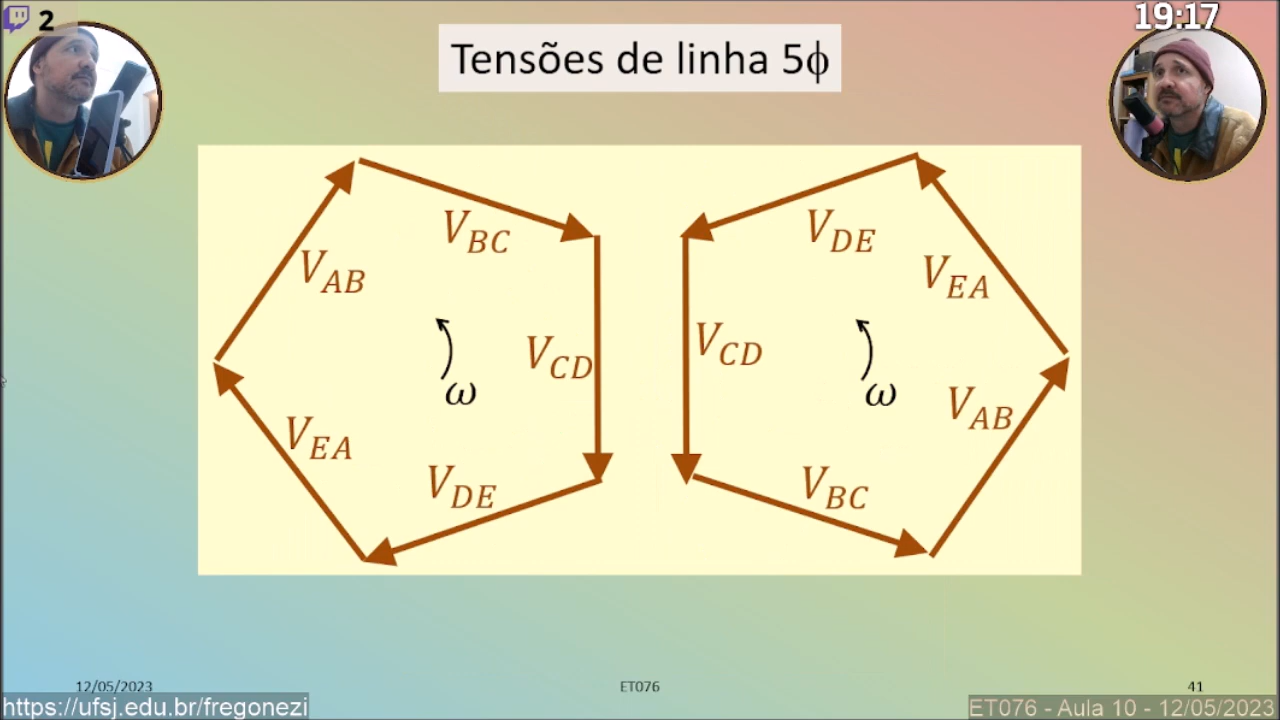 2
19:17
Tensões de linha 5ϕ
V_BC
V_AB
V_CD
ω
V_EA
V_DE
V_DE
V_EA
V_CD
ω
V_AB
V_BC
12/05/2023
ET076
41
https://ufsj.edu.br/fregonezi
ET076 - Aula 10 - 12/05/2023